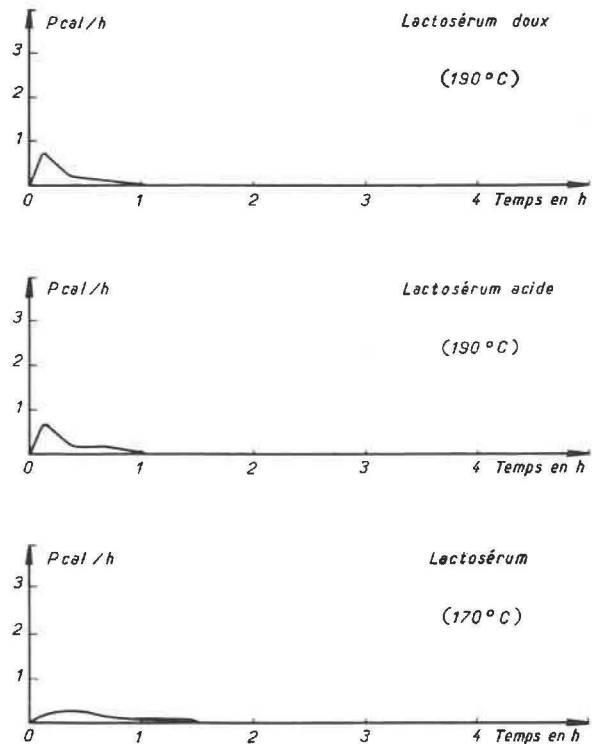 Pcal/h
Lactosérum doux
(190°C)
3
2
1
0 1 2 3 4 Temps en h
Pcal/h
Lactosérum acide
(190°C)
3
2
1
0 1 2 3 4 Temps en h
Pcal/h
Lactosérum
(170°C)
3
2
1
0 1 2 3 4 Temps en h